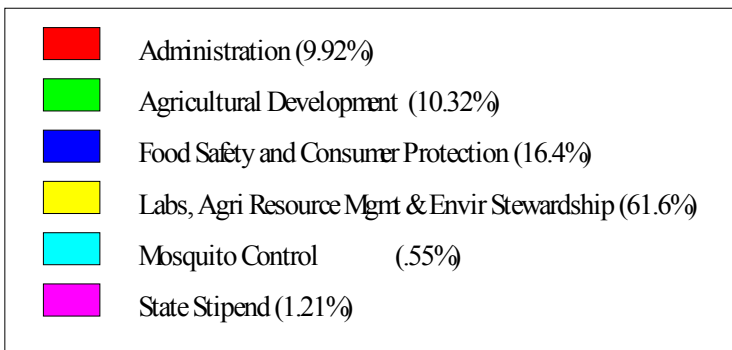 Administration (9.92%)
Agricultural Development (10.32%)
Food Safety and Consumer Protection (16.4%)
Labs, Agri Resource Mgmt & Envir Stewardship (61.6%)
Mosquito Control (.55%)
State Stipend (1.21%)